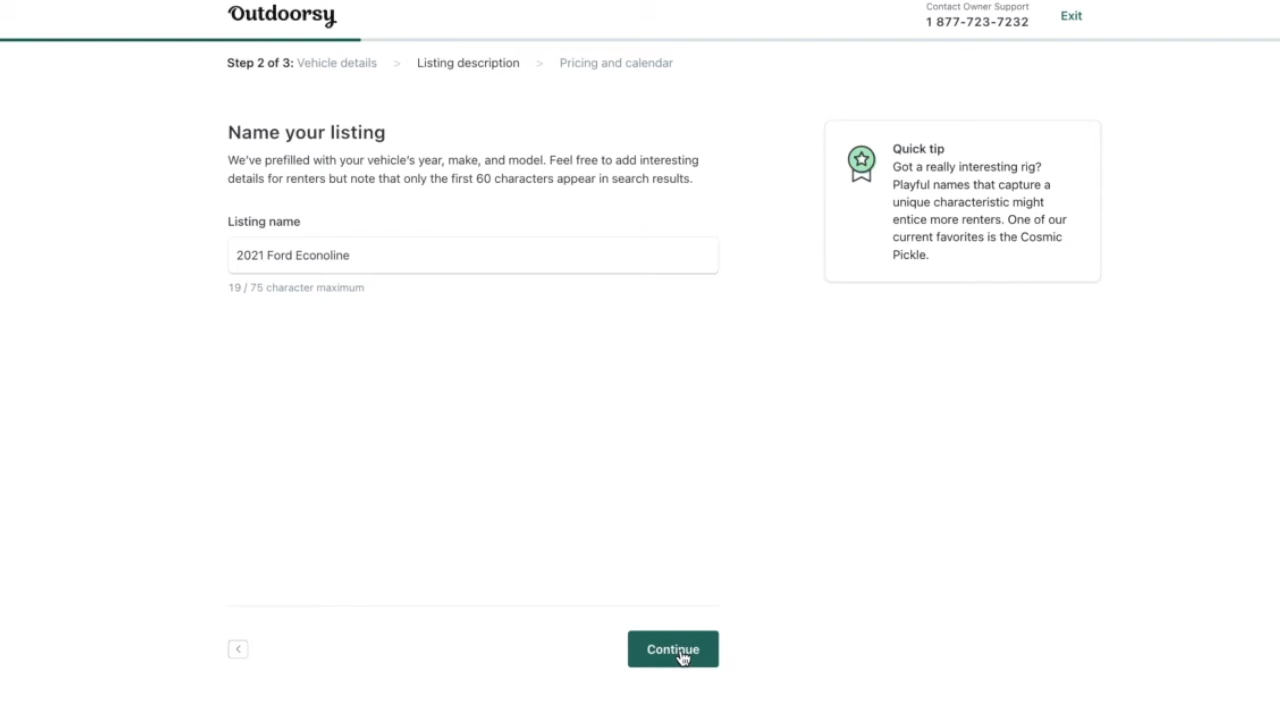 Outdoorsy
Contact Owner Support
1 877-723-7232
Exit
Step 2 of 3: Vehicle details > Listing description > Pricing and calendar
Name your listing
We've prefilled with your vehicle's year, make, and model. Feel free to add interesting
details for renters but note that only the first 60 characters appear in search results.
Listing name
2021 Ford Econoline
19 / 75 character maximum
Quick tip
Got a really interesting rig?
Playful names that capture a
unique characteristic might
entice more renters. One of our
current favorites is the Cosmic
Pickle.
<
Continue